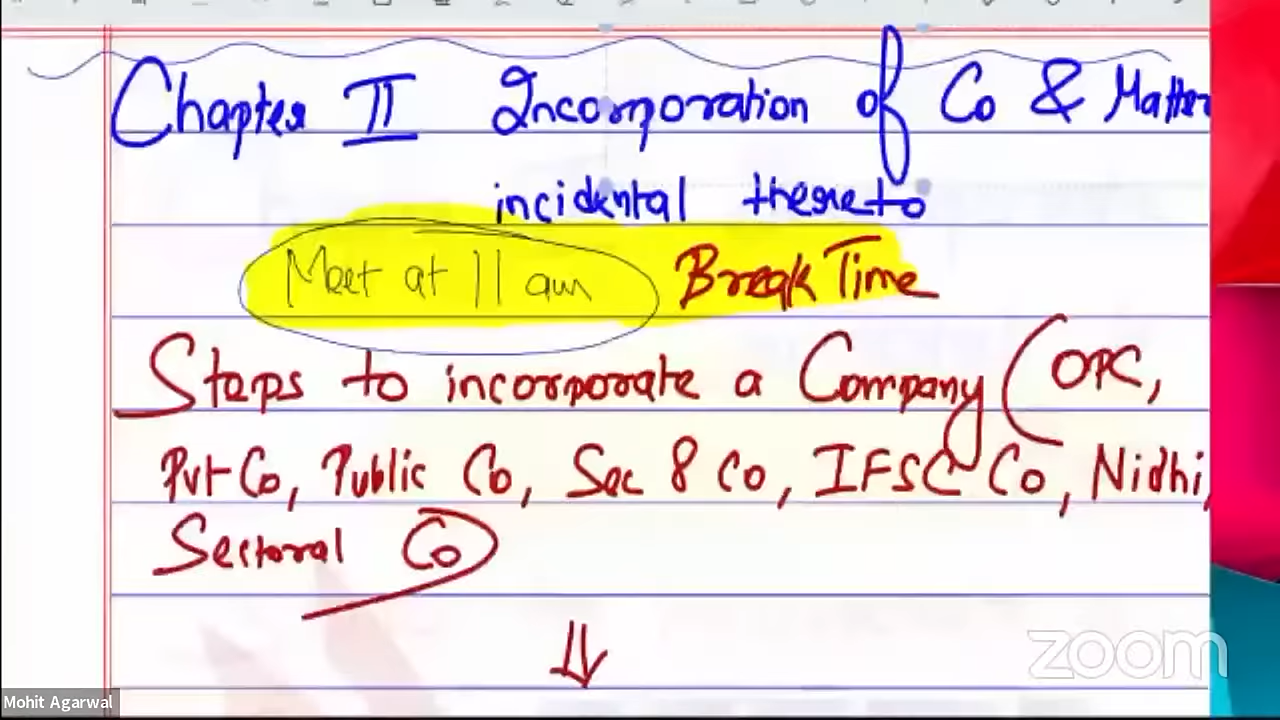 Chapter II Incorporation of Co & Matter
incidental thereto
Meet at 11 am Break Time
Steps to incorporate a Company (OPC,
Pvt Co, Public Co, Sec 8 Co, IFSC Co, Nidhi,
Sectoral Co)
zoom
Mohit Agarwal